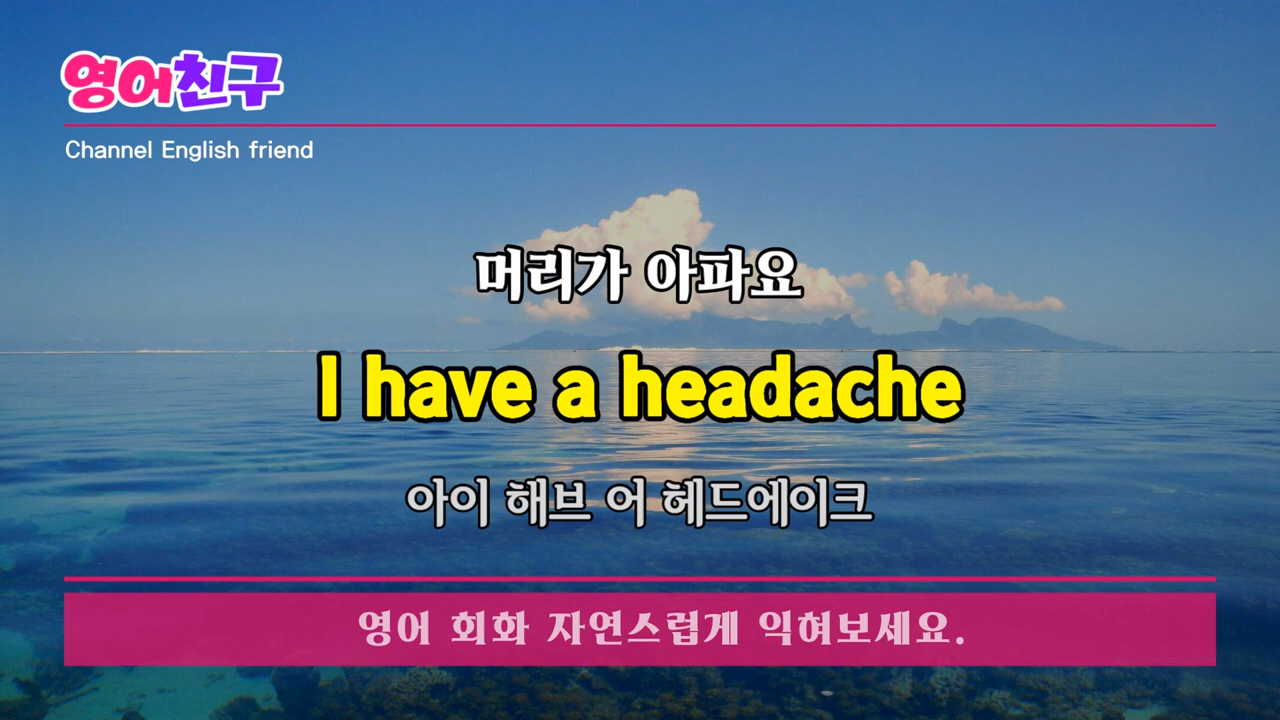 영어친구
Channel English friend
머리가 아파요
I have a headache
아이 해브 어 헤드에이크
영어 회화 자연스럽게 익혀보세요.